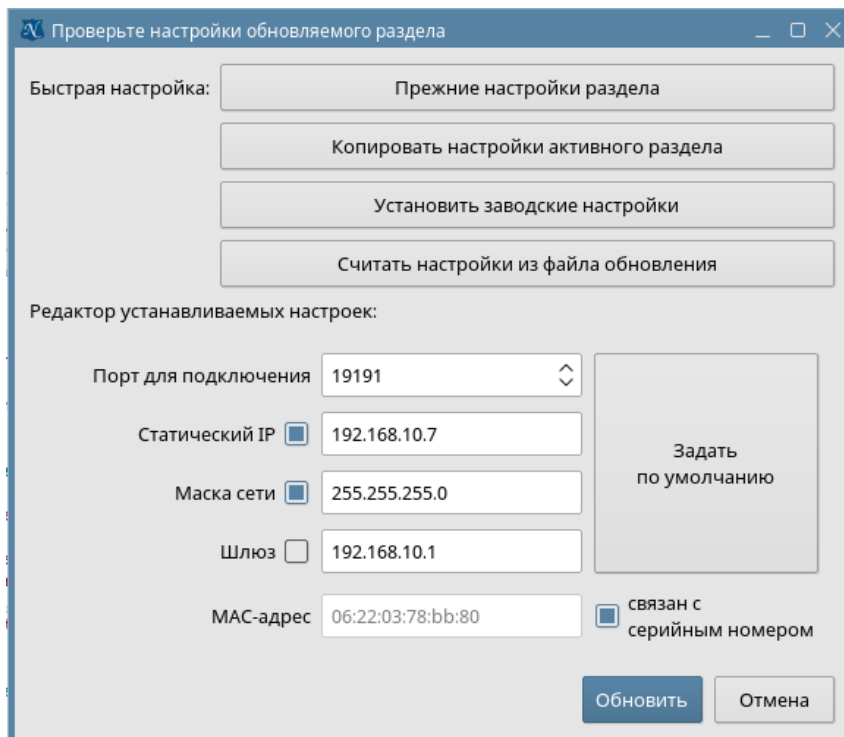 Проверьте настройки обновляемого раздела
Быстрая настройка:
Прежние настройки раздела
Копировать настройки активного раздела
Установить заводские настройки
Считать настройки из файла обновления
Редактор устанавливаемых настроек:
Порт для подключения 19191
Статический IP 192.168.10.7
Маска сети 255.255.255.0
Шлюз 192.168.10.1
Задать
по умолчанию
MAC-адрес 06:22:03:78:bb:80
связан с
серийным номером
Обновить
Отмена